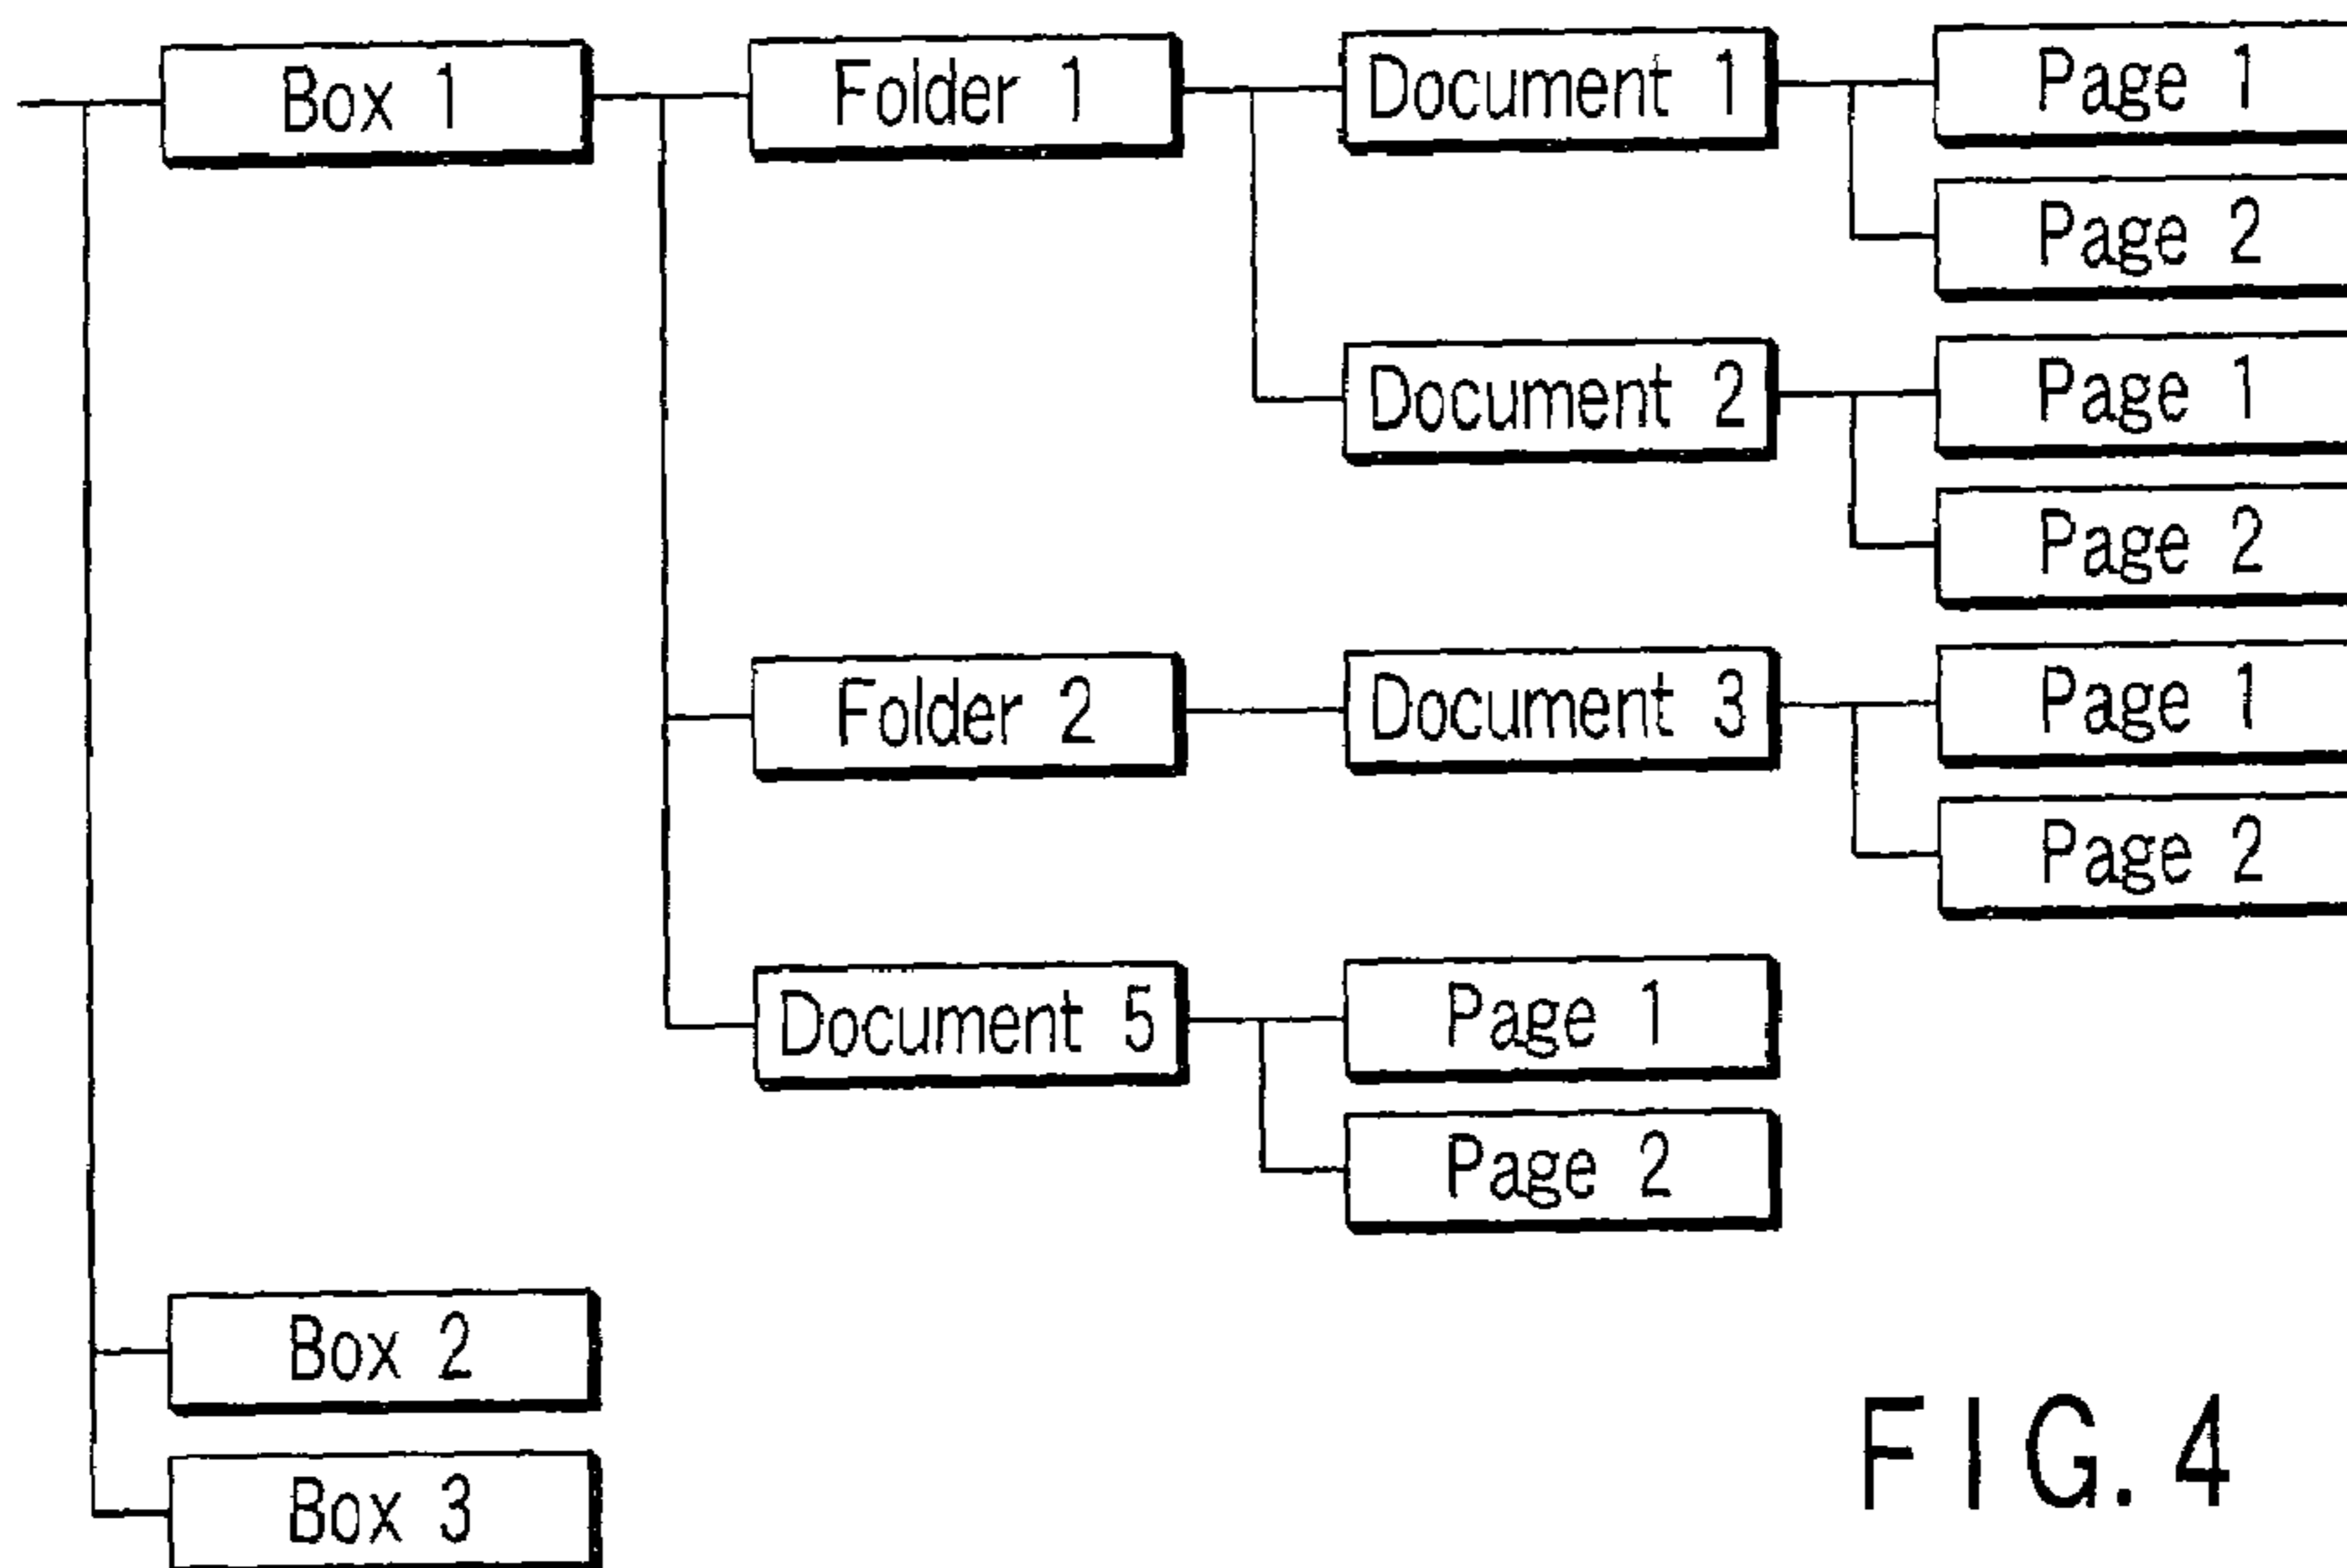 Box 1
Folder 1
Document 1
Page 1
Page 2
Document 2
Page 1
Page 2
Folder 2
Document 3
Page 1
Page 2
Document 5
Page 1
Page 2
Box 2
Box 3
FIG. 4